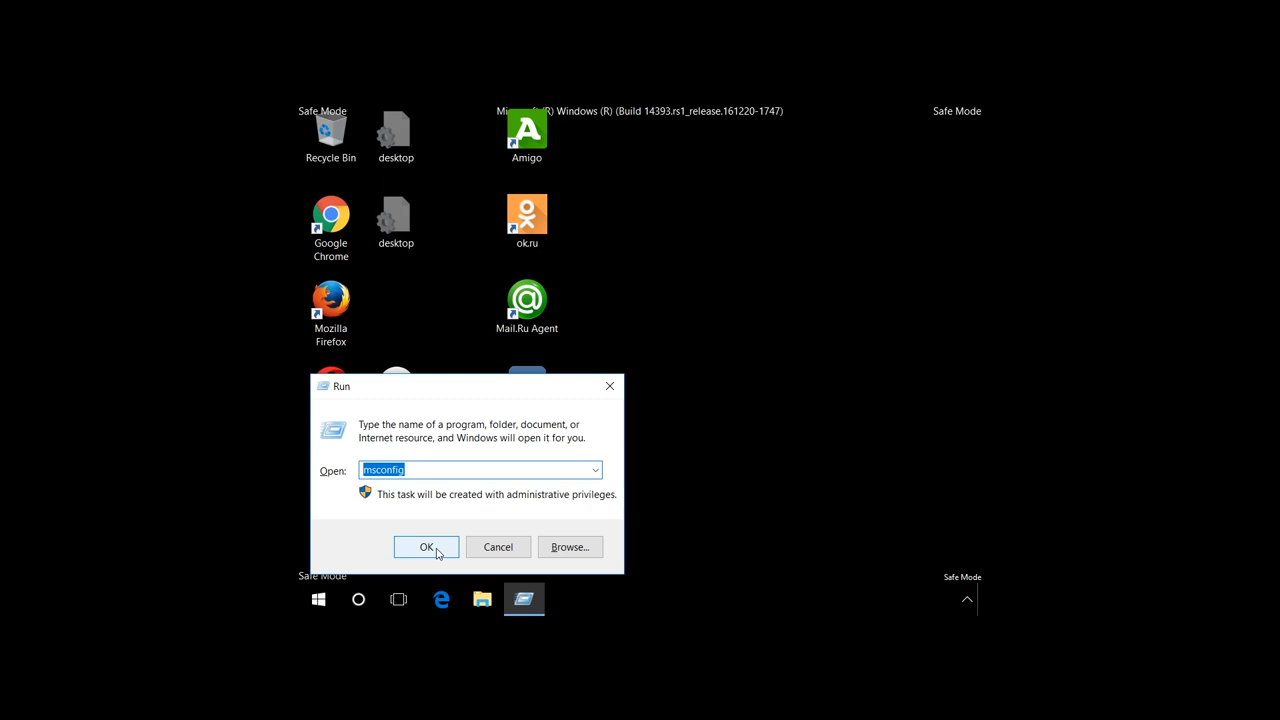 Safe Mode
Microsoft (R) Windows (R) (Build 14393.rs1_release.161220-1747)
Safe Mode
Recycle Bin
desktop
Amigo
Google
Chrome
desktop
ok.ru
Mozilla
Firefox
Mail.Ru Agent
Run
Type the name of a program, folder, document, or
Internet resource, and Windows will open it for you.
Open:
msconfig
This task will be created with administrative privileges.
OK
Cancel
Browse...
Safe Mode
Safe Mode